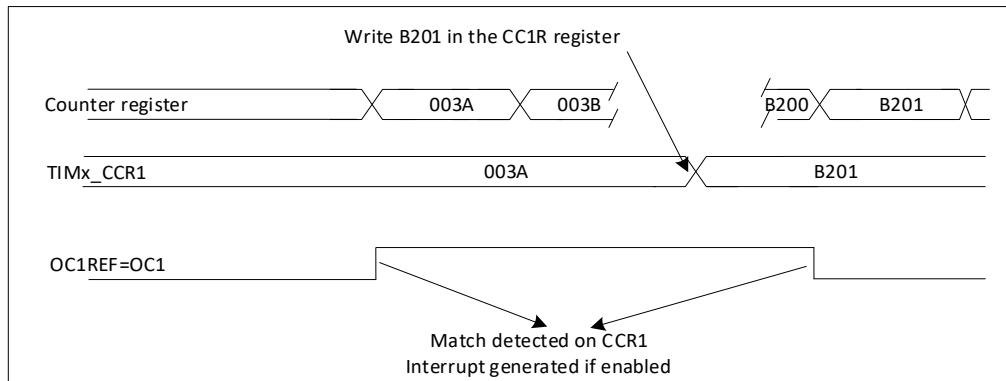 Write B201 in the CC1R register
Counter register 003A 003B B200 B201
TIMx_CCR1 003A B201
OC1REF=OC1
Match detected on CCR1
Interrupt generated if enabled